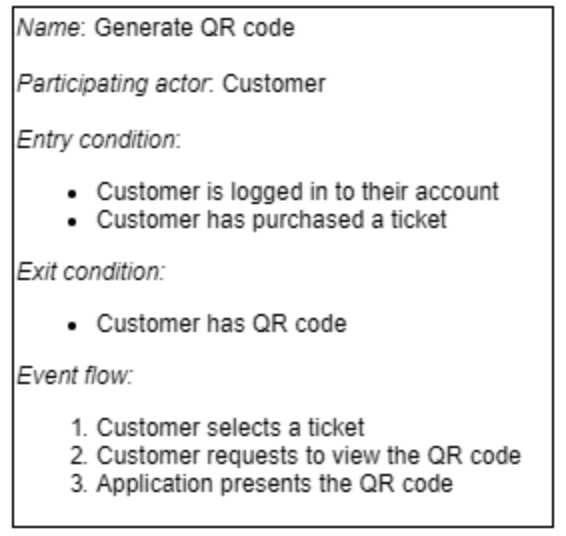 Name: Generate QR code
Participating actor: Customer
Entry condition:
• Customer is logged in to their account
• Customer has purchased a ticket
Exit condition:
• Customer has QR code
Event flow:
1. Customer selects a ticket
2. Customer requests to view the QR code
3. Application presents the QR code